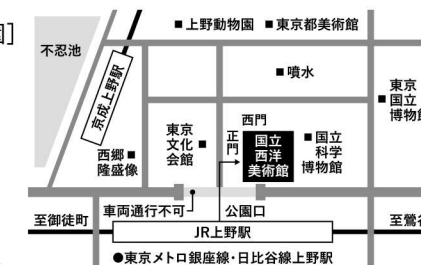 園]
不忍池
■上野動物園 ■東京都美術館
京成上野駅
■噴水
東京
■国立
博物館
西郷■
隆盛像
東京
文化■
会館
西門
正門
国立
西洋
美術館
■国立
科学
博物館
車両通行不可
公園口
至御徒町
JR上野駅
至鶯谷
●東京メトロ銀座線・日比谷線上野駅